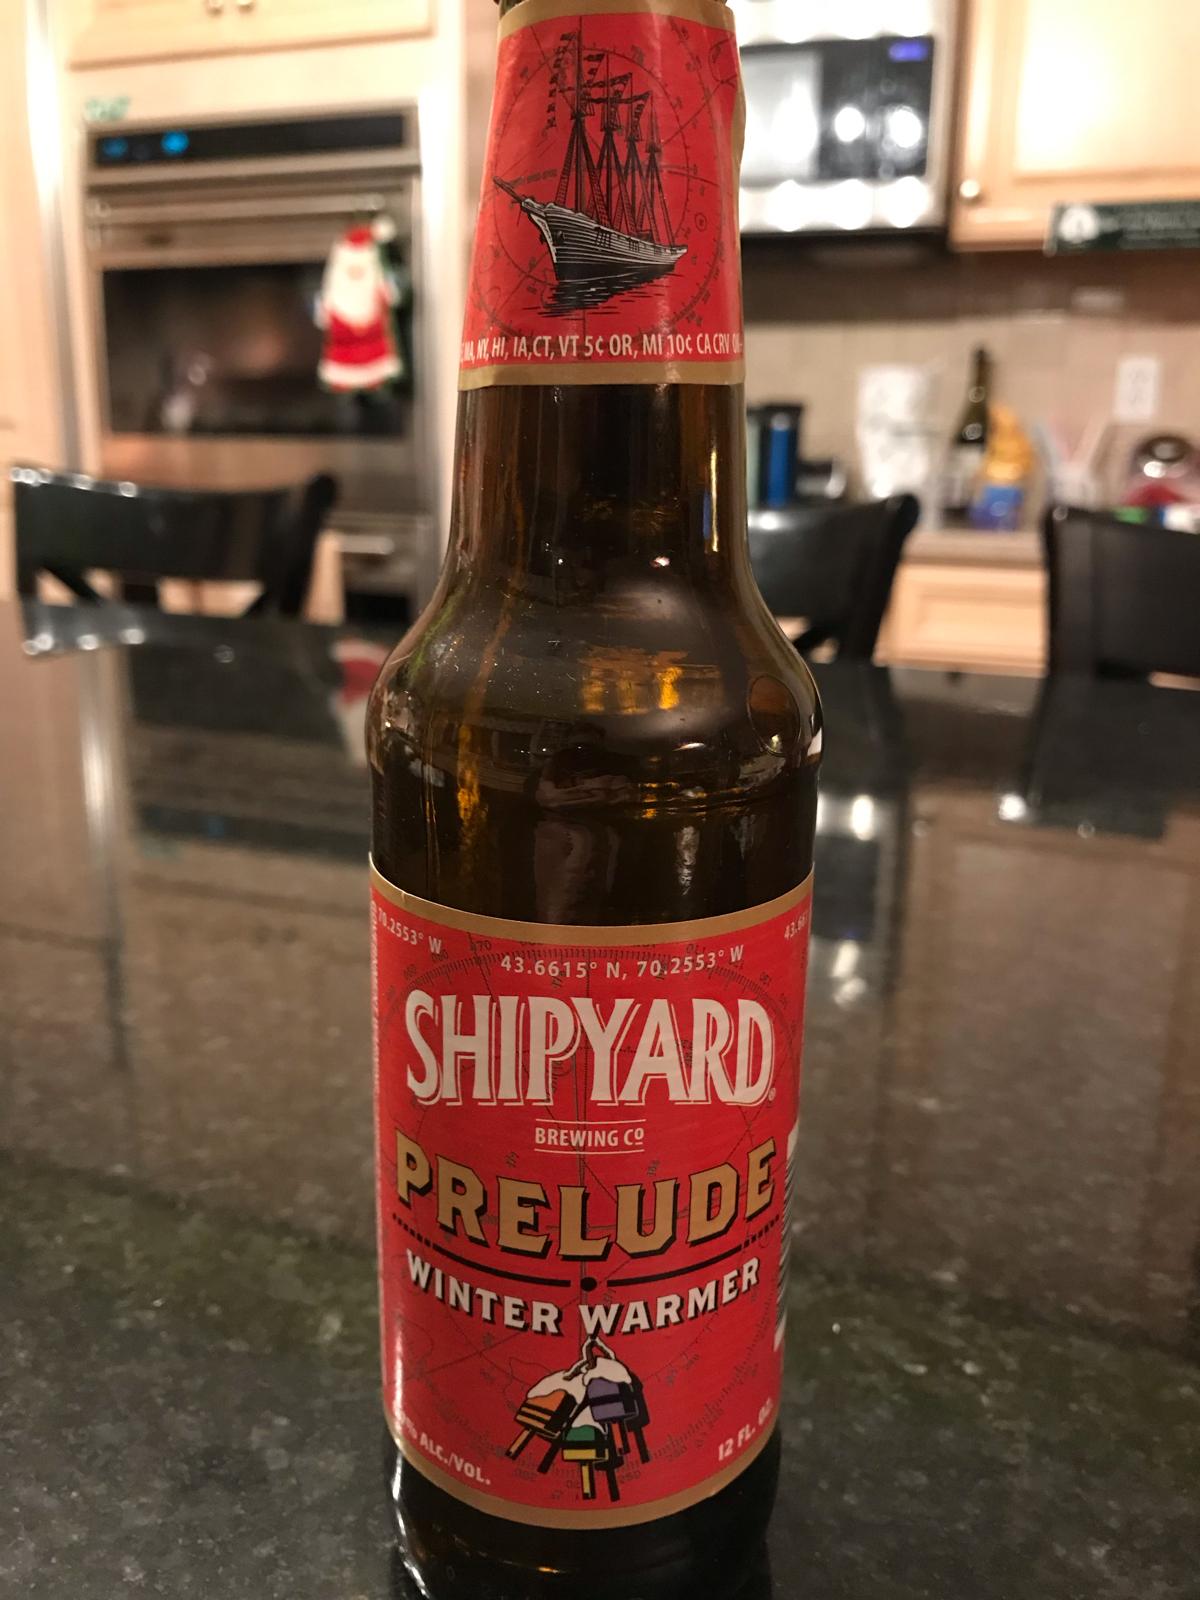 MA, NY, HI, IA,CT, VT 5¢ OR, MI 10¢ CA CRV
70.2553° W
43.6615° N, 70.2553° W
SHIPYARD®
BREWING Cº
PRELUDE
WINTER WARMER
% ALC./VOL.
12 FL. OZ.